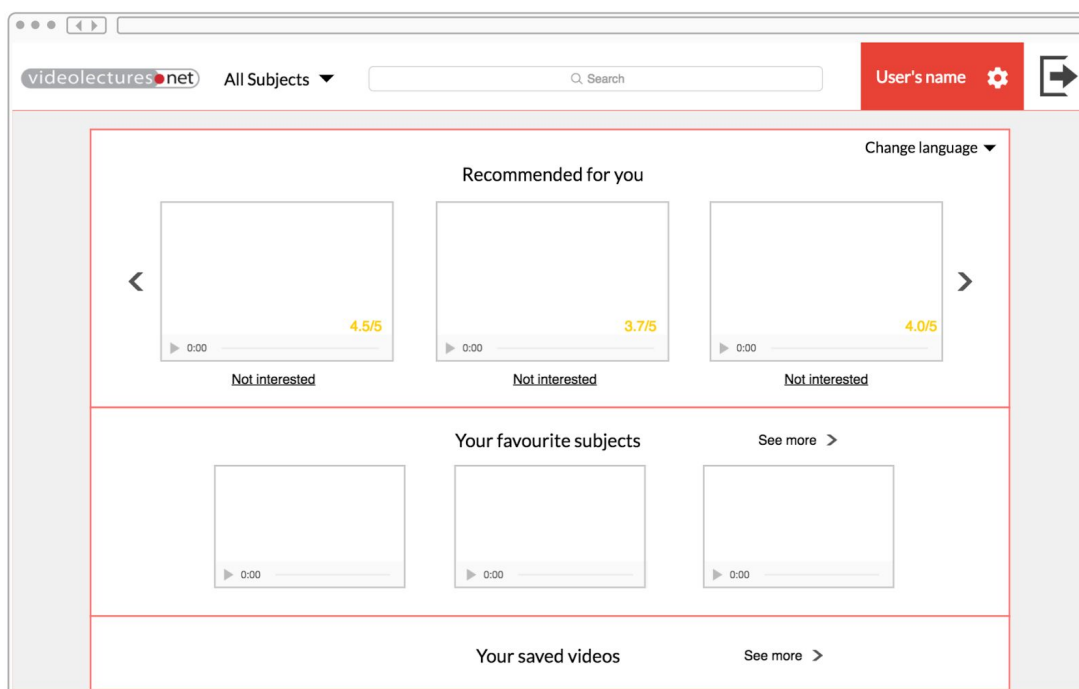 videolectures.net
All Subjects
Search
User's name
Change language
Recommended for you
4.5/5
3.7/5
4.0/5
0:00
0:00
0:00
Not interested
Not interested
Not interested
Your favourite subjects
See more
0:00
0:00
0:00
Your saved videos
See more